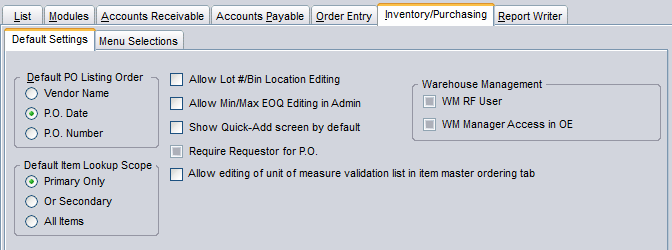 List Modules Accounts Receivable Accounts Payable Order Entry Inventory/Purchasing Report Writer
Default Settings Menu Selections
Default PO Listing Order
Vendor Name
P.O. Date
P.O. Number
Default Item Lookup Scope
Primary Only
Or Secondary
All Items
Allow Lot #/Bin Location Editing
Allow Min/Max EOQ Editing in Admin
Show Quick-Add screen by default
Require Requestor for P.O.
Allow editing of unit of measure validation list in item master ordering tab
Warehouse Management
WM RF User
WM Manager Access in OE